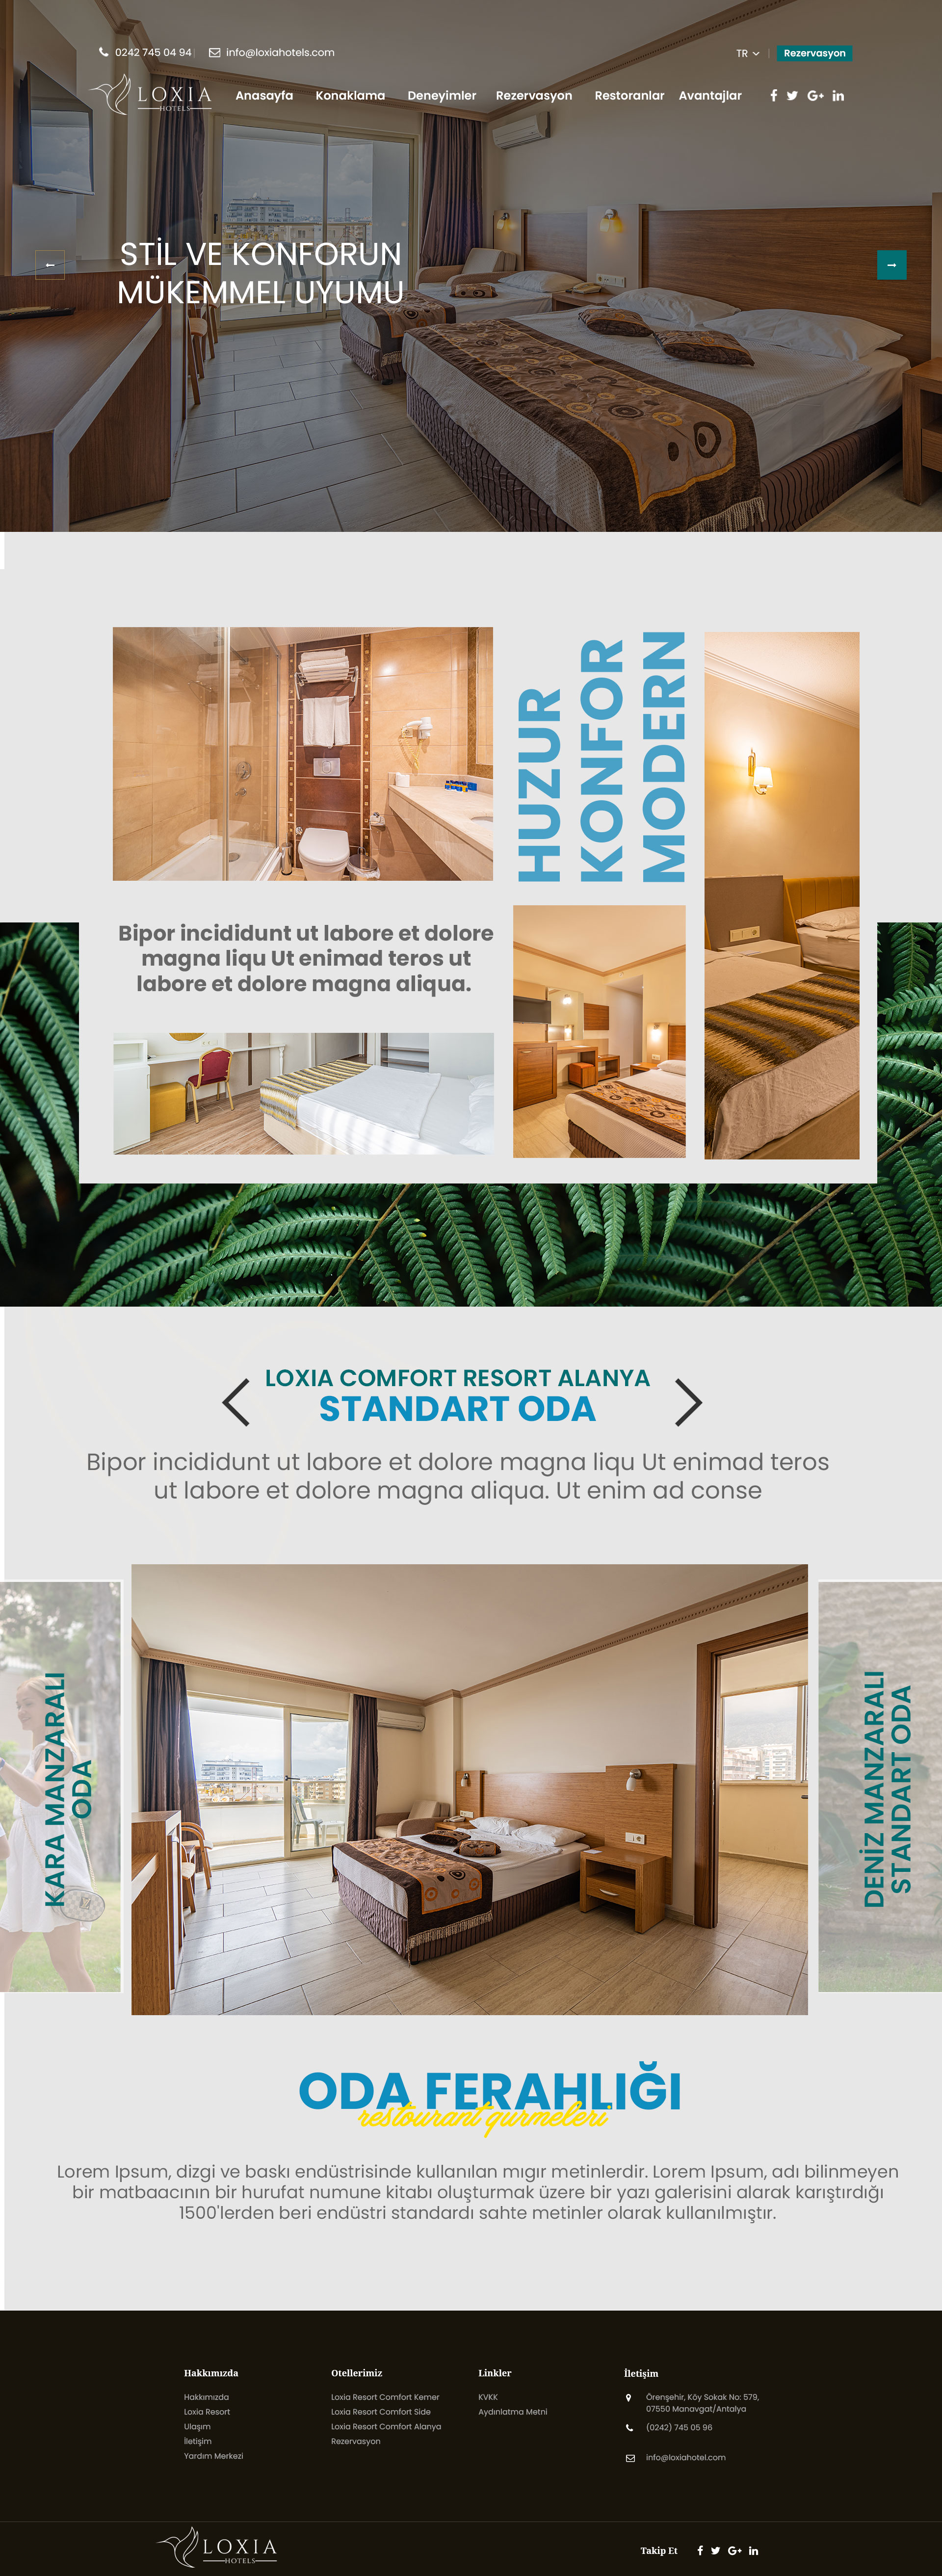 0242 745 04 94
info@loxiahotels.com
TR
Rezervasyon
LOXIA
HOTELS
Anasayfa
Konaklama
Deneyimler
Rezervasyon
Restoranlar
Avantajlar
STİL VE KONFORUN
MÜKEMMEL UYUMU
HUZUR
KONFOR
MODERN
Bipor incididunt ut labore et dolore
magna liqu Ut enimad teros ut
labore et dolore magna aliqua.
LOXIA COMFORT RESORT ALANYA
STANDART ODA
Bipor incididunt ut labore et dolore magna liqu Ut enimad teros
ut labore et dolore magna aliqua. Ut enim ad conse
KARA MANZARALI
ODA
DENİZ MANZARALI
STANDART ODA
ODA FERAHLIĞI
restourant gurmeleri
Lorem Ipsum, dizgi ve baskı endüstrisinde kullanılan mıgır metinlerdir. Lorem Ipsum, adı bilinmeyen
bir matbaacının bir hurufat numune kitabı oluşturmak üzere bir yazı galerisini alarak karıştırdığı
1500'lerden beri endüstri standardı sahte metinler olarak kullanılmıştır.
Hakkımızda
Hakkımızda
Loxia Resort
Ulaşım
İletişim
Yardım Merkezi
Otellerimiz
Loxia Resort Comfort Kemer
Loxia Resort Comfort Side
Loxia Resort Comfort Alanya
Rezervasyon
Linkler
KVKK
Aydınlatma Metni
İletişim
Örenşehir, Köy Sokak No: 579,
07550 Manavgat/Antalya
(0242) 745 05 96
info@loxiahotel.com
LOXIA
HOTELS
Takip Et